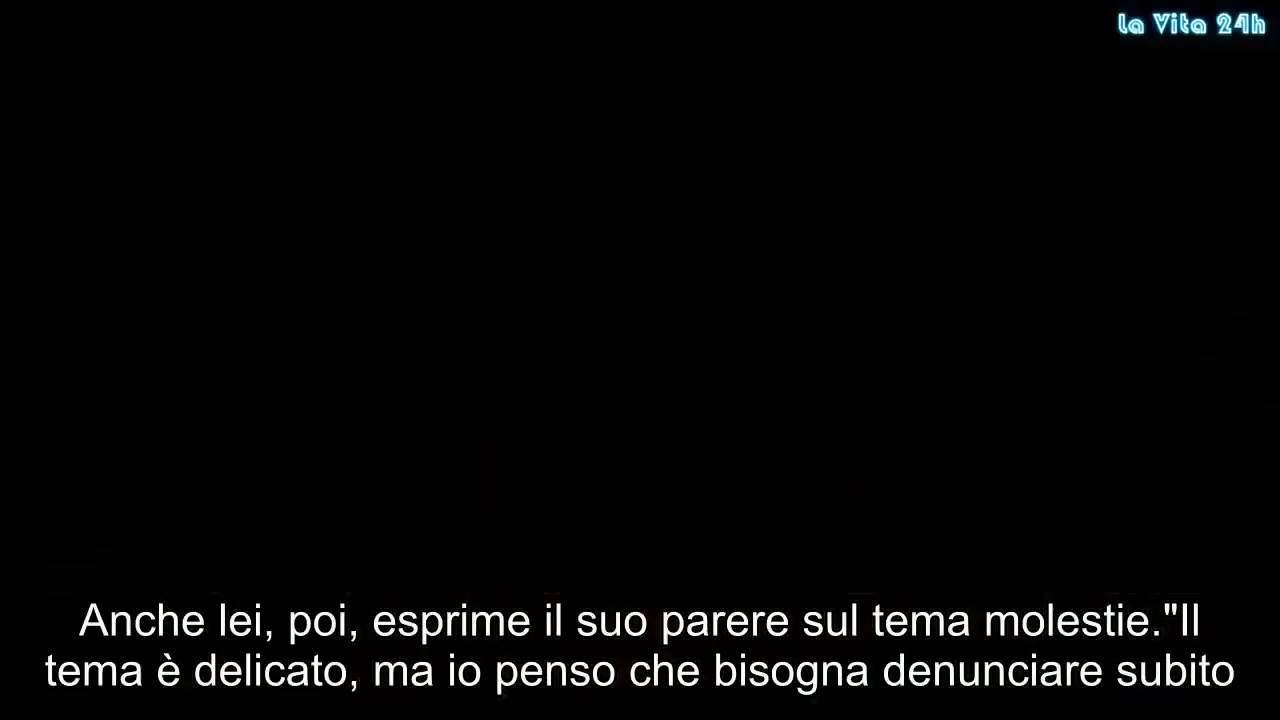 la Vita 24h
Anche lei, poi, esprime il suo parere sul tema molestie."Il
tema è delicato, ma io penso che bisogna denunciare subito